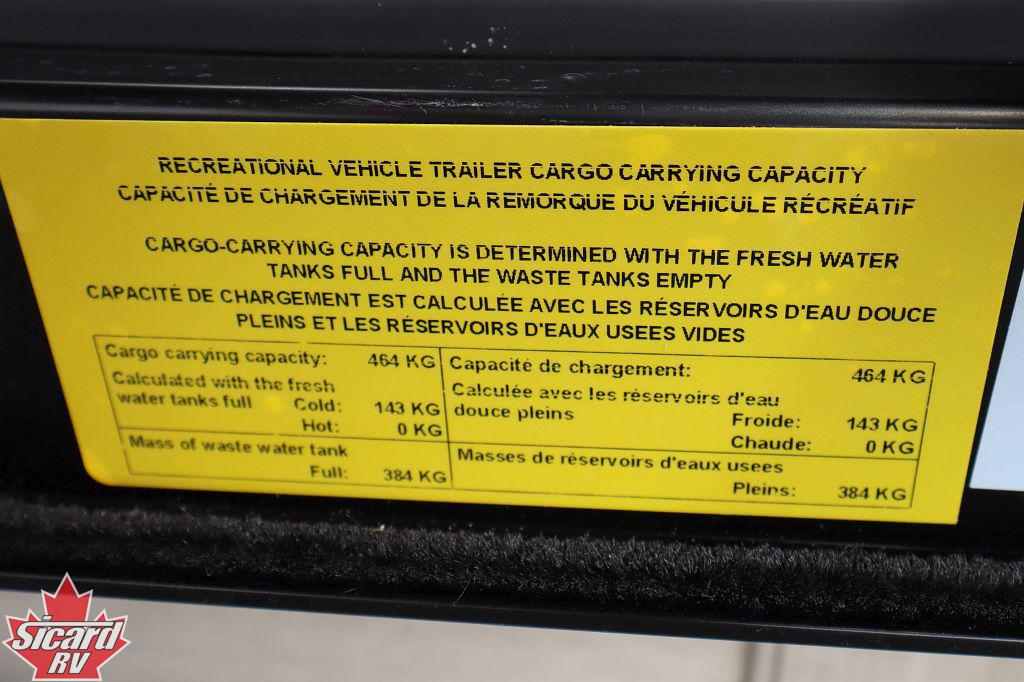 RECREATIONAL VEHICLE TRAILER CARGO CARRYING CAPACITY
CAPACITÉ DE CHARGEMENT DE LA REMORQUE DU VÉHICULE RÉCRÉATIF
CARGO-CARRYING CAPACITY IS DETERMINED WITH THE FRESH WATER
TANKS FULL AND THE WASTE TANKS EMPTY
CAPACITÉ DE CHARGEMENT EST CALCULÉE AVEC LES RÉSERVOIRS D'EAU DOUCE
PLEINS ET LES RÉSERVOIRS D'EAUX USEES VIDES
Cargo carrying capacity: 464 KG
Calculated with the fresh
water tanks full Cold: 143 KG
Hot: 0 KG
Mass of waste water tank
Full: 384 KG
Capacité de chargement: 464 KG
Calculée avec les réservoirs d'eau
douce pleins Froide: 143 KG
Chaude: 0 KG
Masses de réservoirs d'eaux usees
Pleins: 384 KG
Sicard
RV